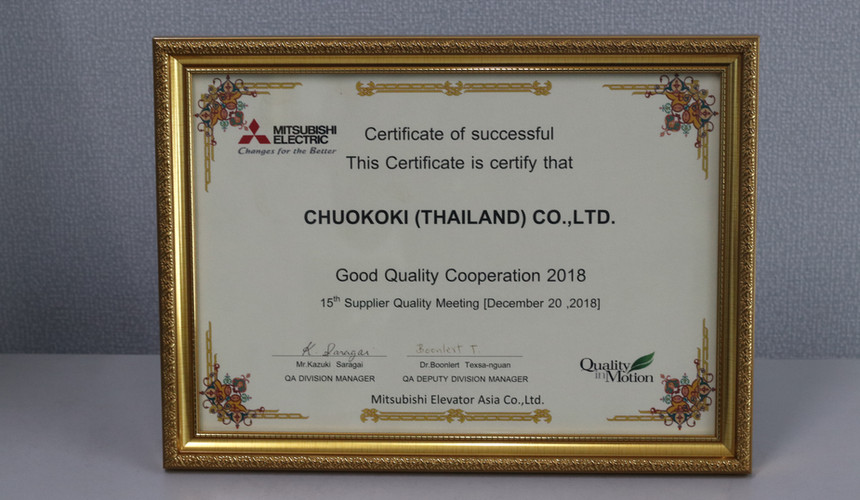 MITSUBISHI
ELECTRIC
Changes for the Better
Certificate of successful
This Certificate is certify that
CHUOKOKI (THAILAND) CO.,LTD.
Good Quality Cooperation 2018
15th Supplier Quality Meeting [December 20 ,2018]
K. Saragai
Boonlert T.
Mr.Kazuki Saragai
Dr.Boonlert Texsa-nguan
QA DIVISION MANAGER
QA DEPUTY DIVISION MANAGER
Mitsubishi Elevator Asia Co.,Ltd.
Quality
in Motion